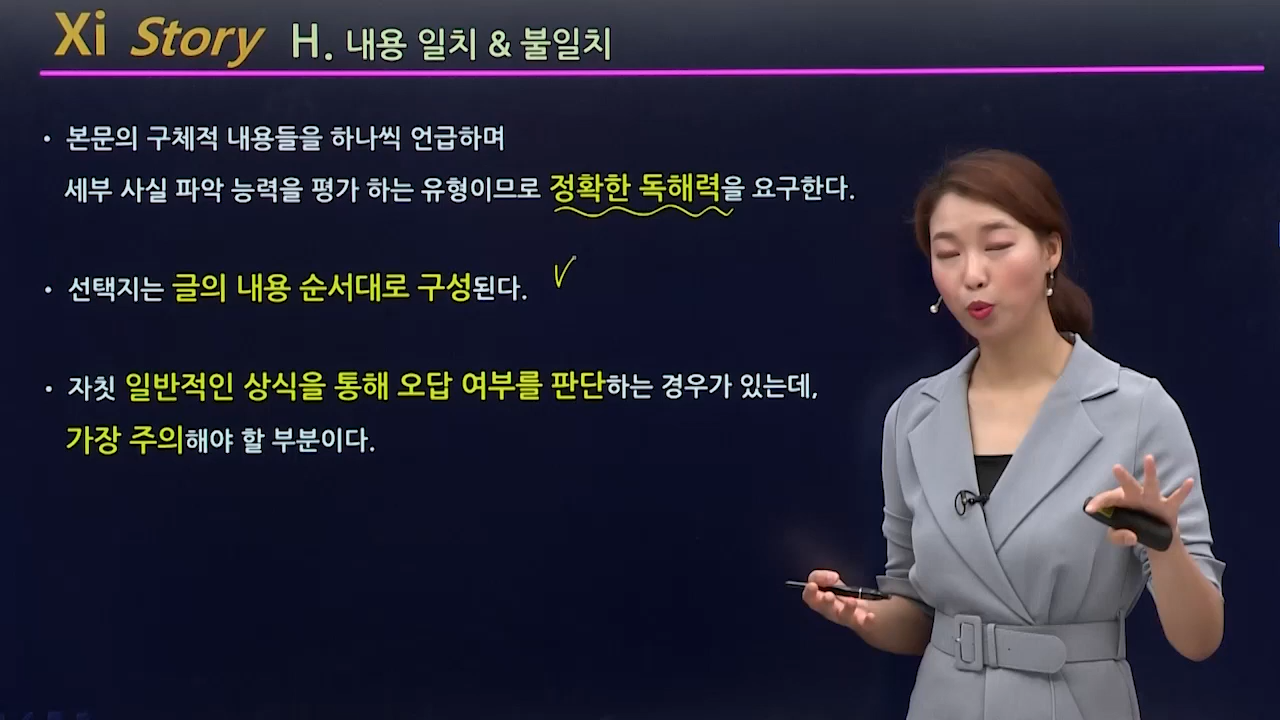 Xi Story H. 내용 일치 & 불일치
• 본문의 구체적 내용들을 하나씩 언급하며
세부 사실 파악 능력을 평가 하는 유형이므로 정확한 독해력을 요구한다.
• 선택지는 글의 내용 순서대로 구성된다.
• 자칫 일반적인 상식을 통해 오답 여부를 판단하는 경우가 있는데,
가장 주의해야 할 부분이다.